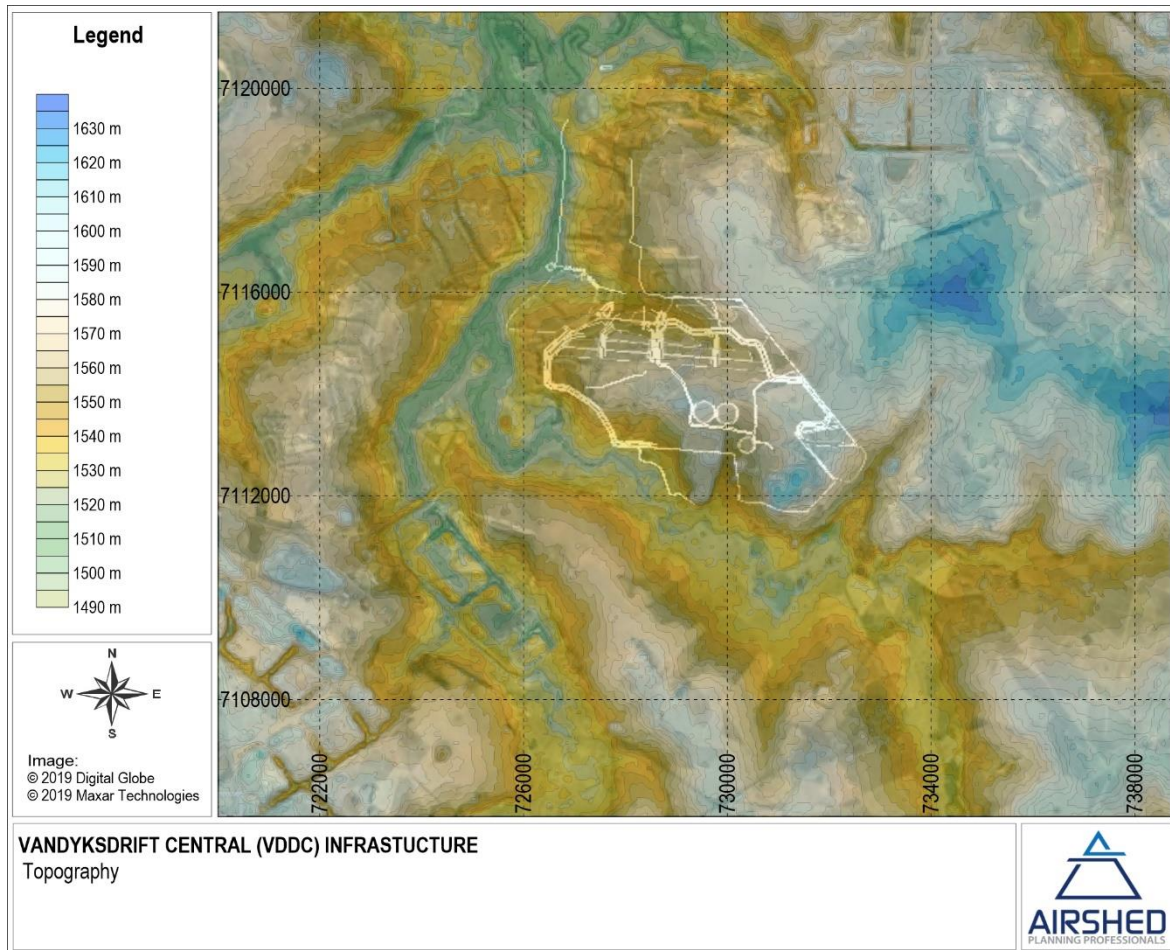 Legend
1630 m
1620 m
1610 m
1600 m
1590 m
1580 m
1570 m
1560 m
1550 m
1540 m
1530 m
1520 m
1510 m
1500 m
1490 m
N
W E
S
Image:
© 2019 Digital Globe
© 2019 Maxar Technologies
7120000
7116000
7112000
7108000
722000
726000
730000
734000
738000
VANDYKSDRIFT CENTRAL (VDDC) INFRASTUCTURE
Topography
AIRSHED
PLANNING PROFESSIONALS